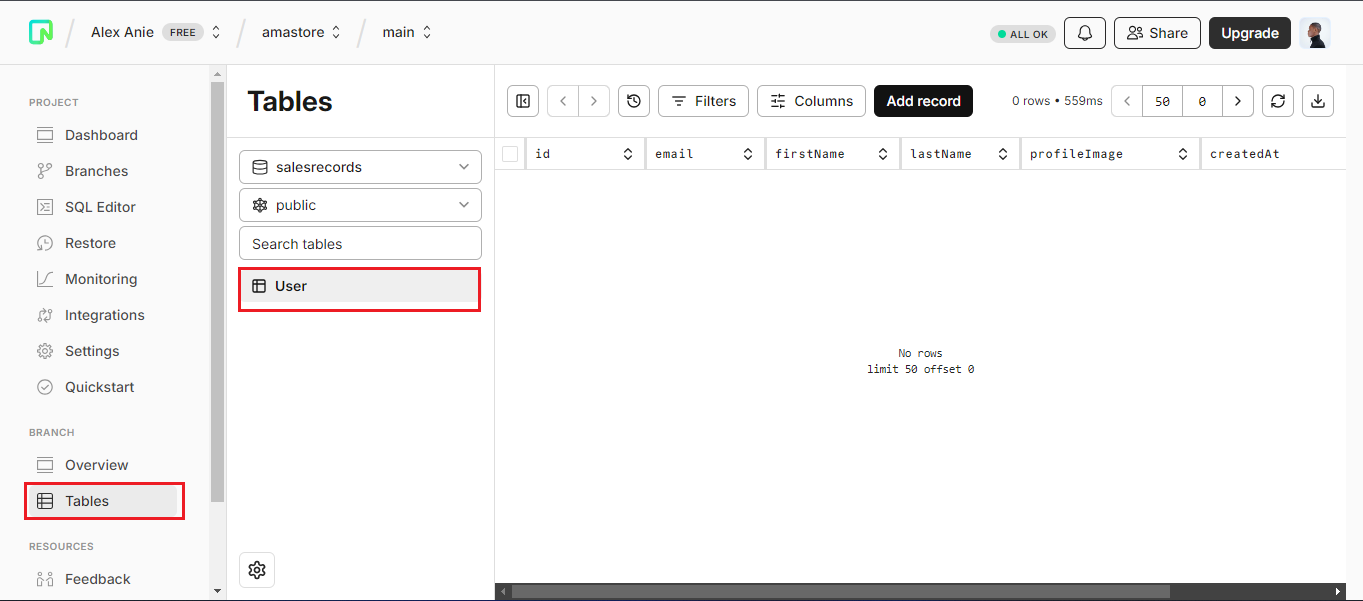 Alex Anie FREE amastore main
ALL OK Share Upgrade
PROJECT
Dashboard
Branches
SQL Editor
Restore
Monitoring
Integrations
Settings
Quickstart
BRANCH
Overview
Tables
RESOURCES
Feedback
Tables
salesrecords
public
Search tables
User
Filters Columns Add record 0 rows • 559ms 50 0
id email firstName lastName profileImage createdAt
No rows
limit 50 offset 0